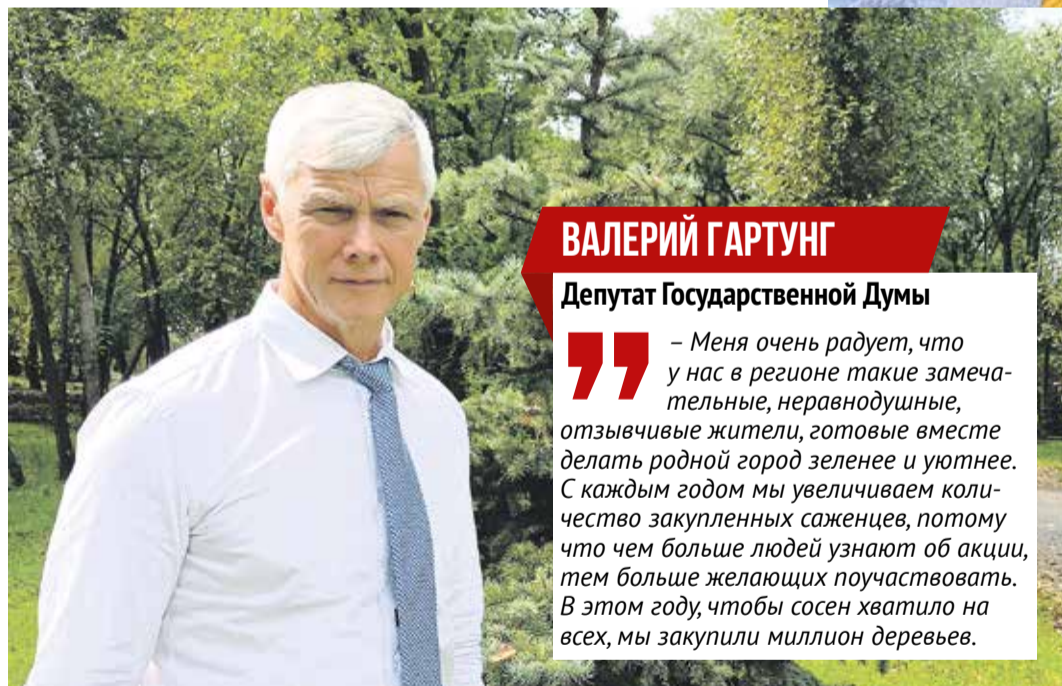 ВАЛЕРИЙ ГАРТУНГ
Депутат Государственной Думы
– Меня очень радует, что
у нас в регионе такие замеча-
тельные, неравнодушные,
отзывчивые жители, готовые вместе
делать родной город зеленее и уютнее.
С каждым годом мы увеличиваем коли-
чество закупленных саженцев, потому
что чем больше людей узнают об акции,
тем больше желающих поучаствовать.
В этом году, чтобы сосен хватило на
всех, мы закупили миллион деревьев.